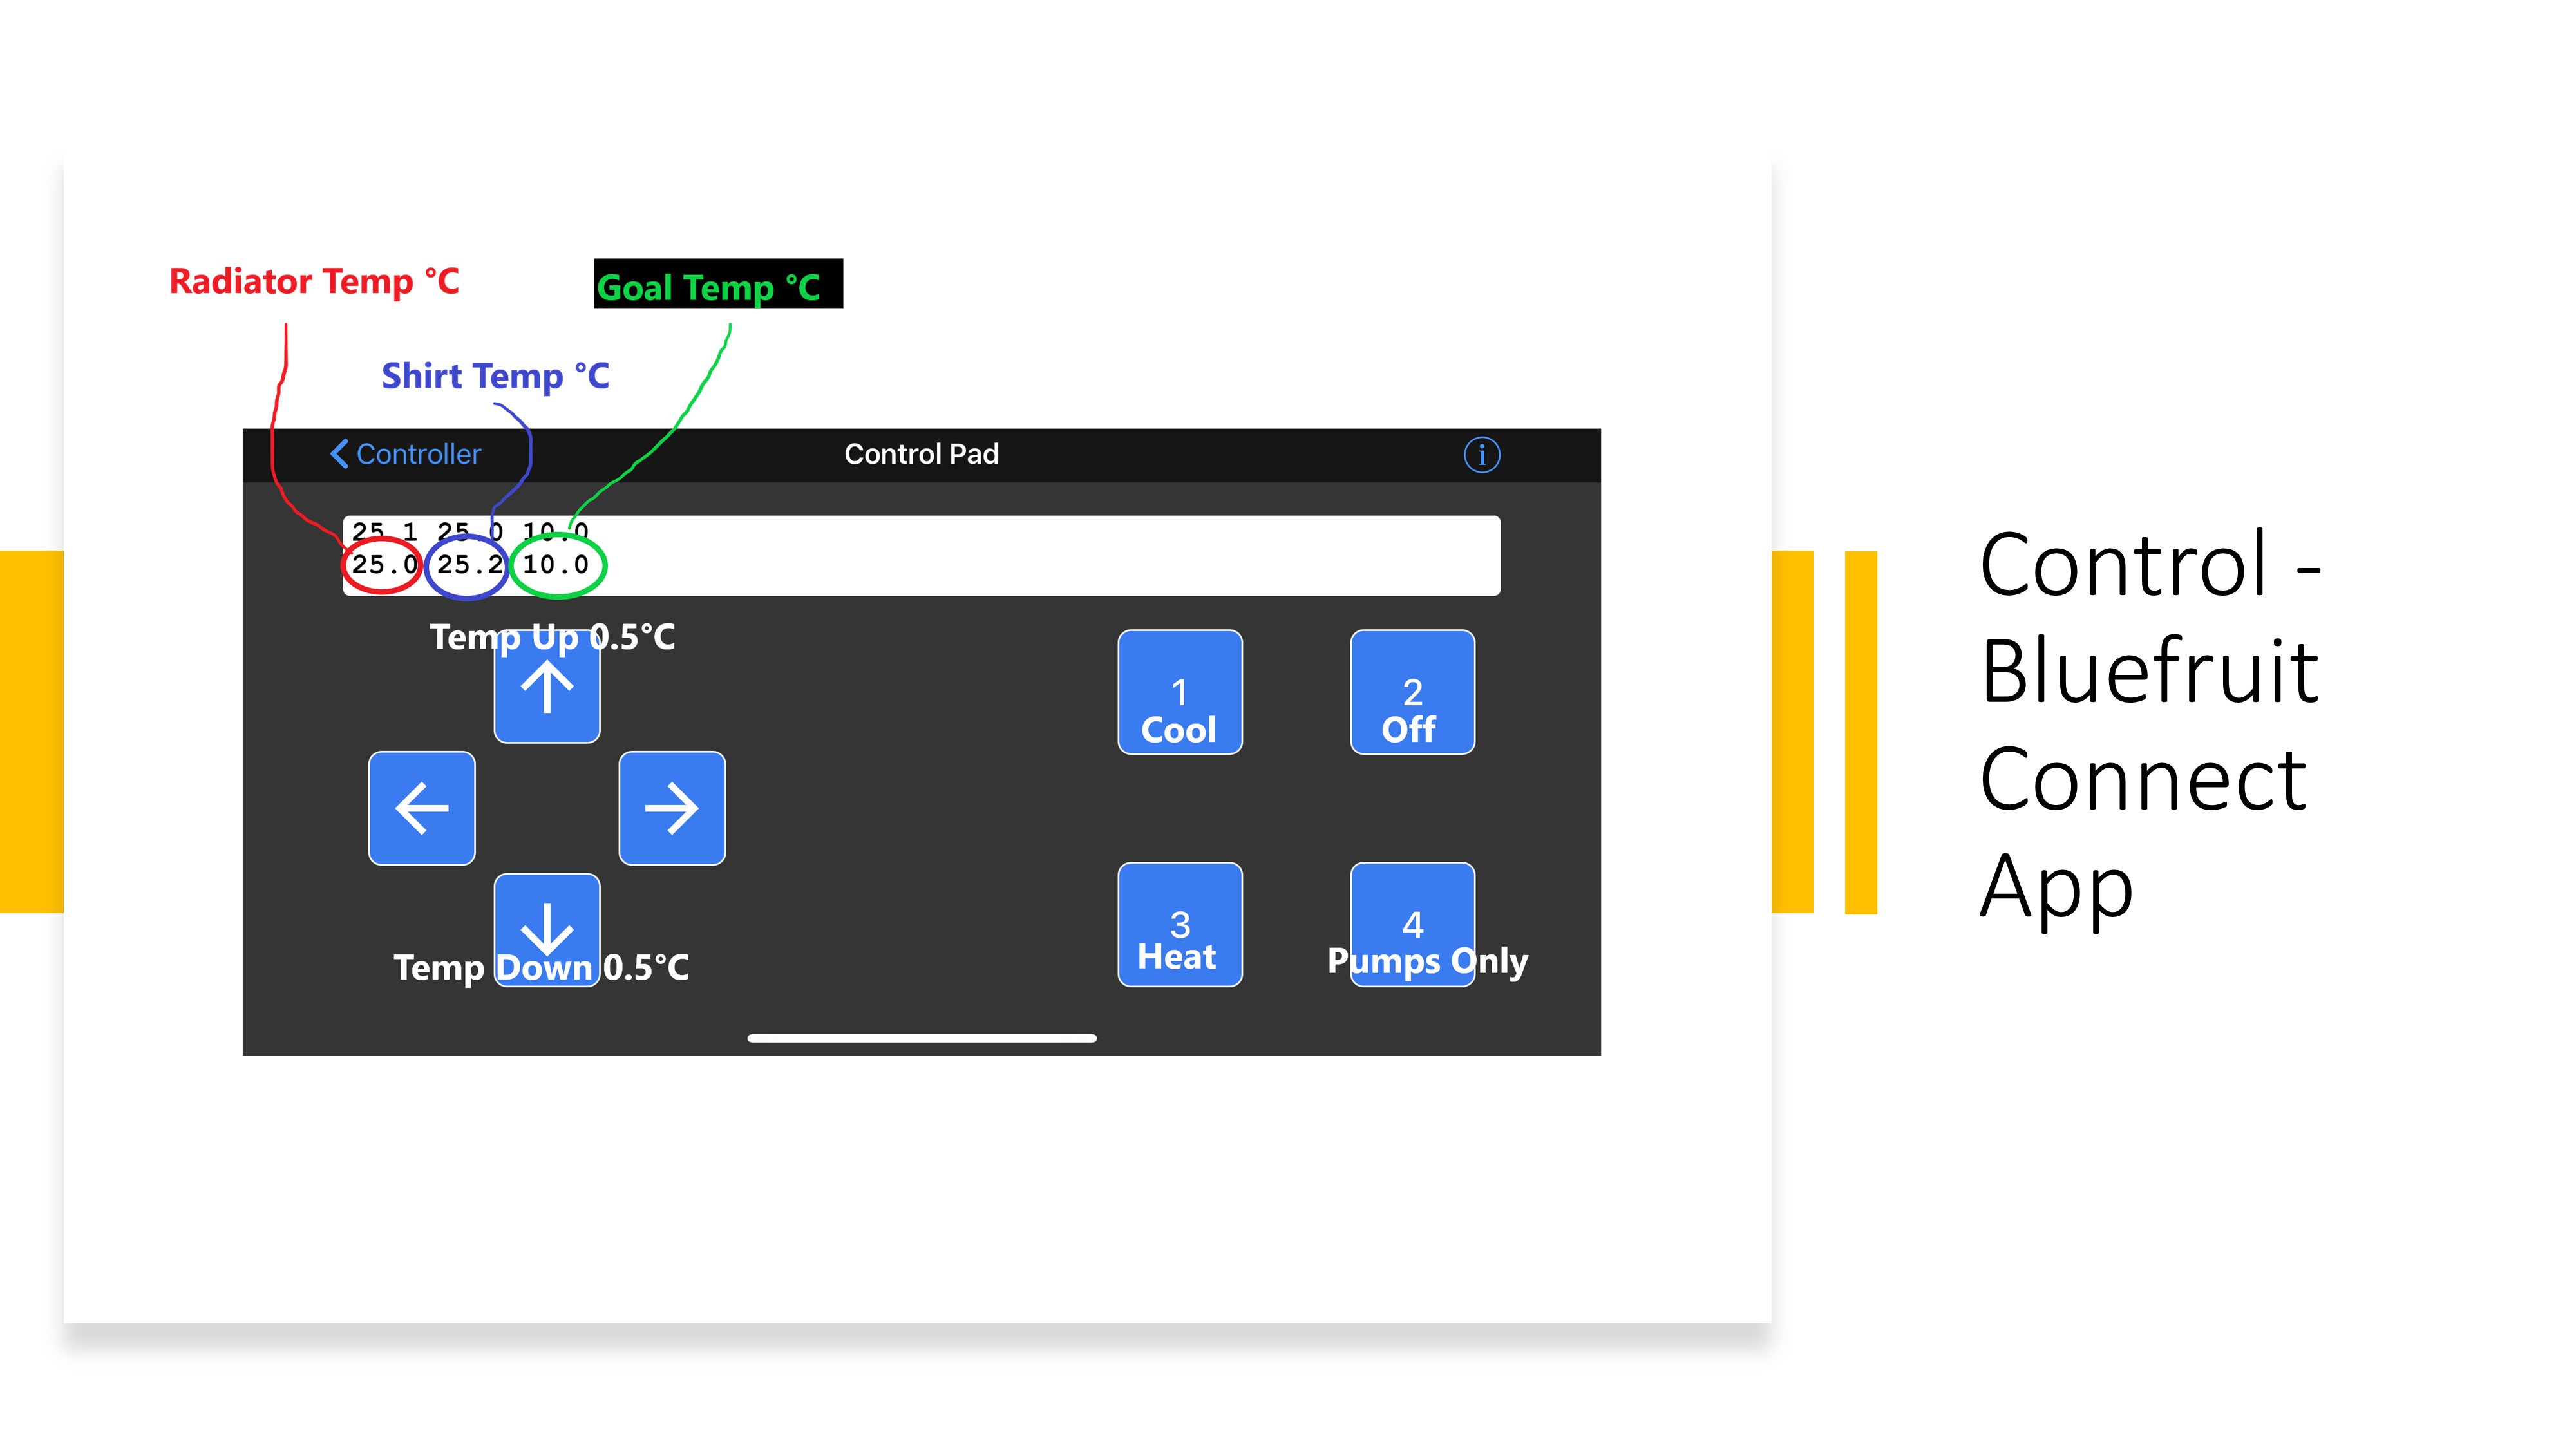 Radiator Temp °C
Goal Temp °C
Shirt Temp °C
Controller
Control Pad
i
25.1 25.0 10.0
25.0 25.2 10.0
Temp Up 0.5°C
1
Cool
2
Off
3
Heat
4
Pumps Only
Temp Down 0.5°C
Control -
Bluefruit
Connect
App